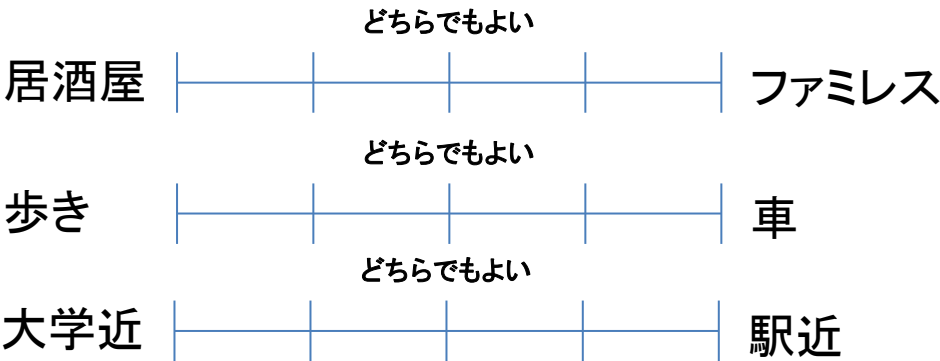 どちらでもよい
居酒屋 ファミレス
どちらでもよい
歩き 車
どちらでもよい
大学近 駅近